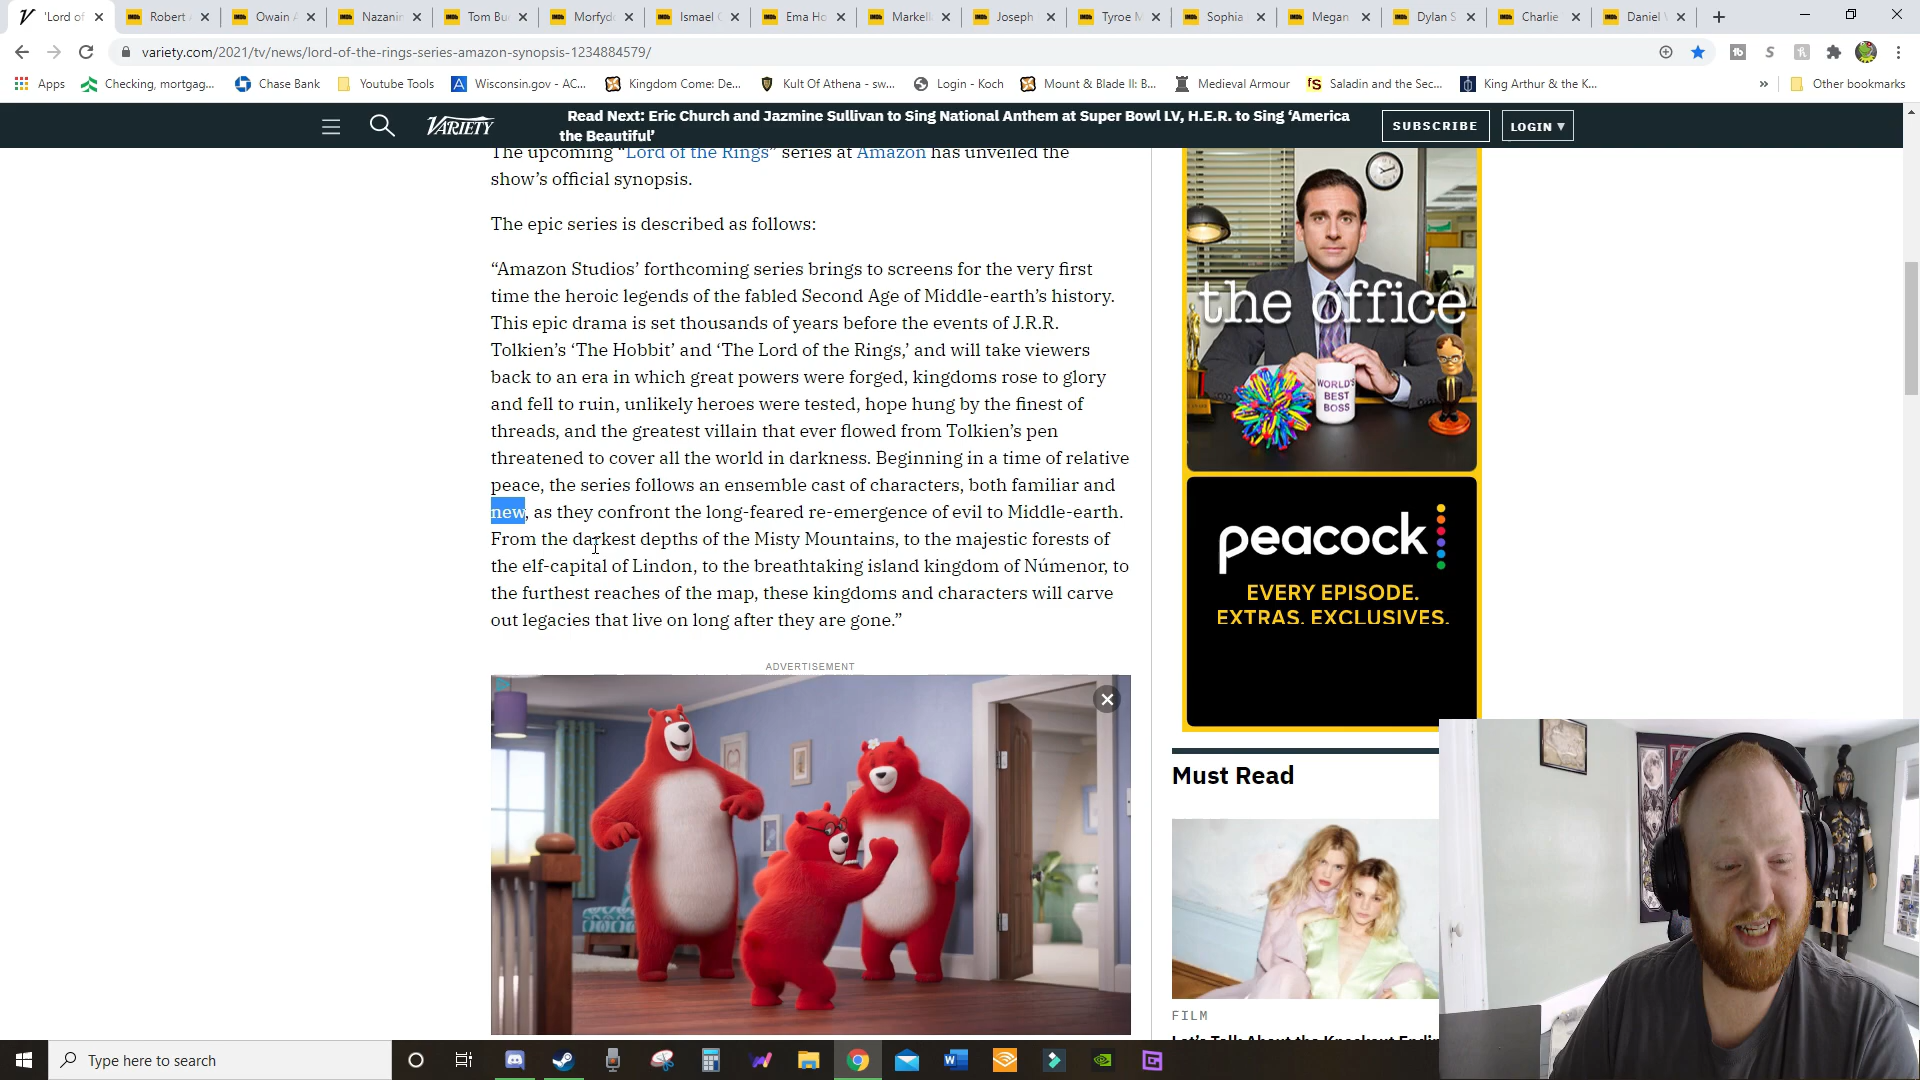 'Lord of
Robert
Owain
Nazanin
Tom Bu
Morfyd
Ismael
Ema Ho
Markell
Joseph
Tyroe M
Sophia
Megan
Dylan S
Charlie
Daniel
variety.com/2021/tv/news/lord-of-the-rings-series-amazon-synopsis-1234884579/
Apps
Checking, mortgag...
Chase Bank
Youtube Tools
Wisconsin.gov - AC...
Kingdom Come: De...
Kult Of Athena - sw...
Login - Koch
Mount & Blade II: B...
Medieval Armour
Saladin and the Sec...
King Arthur & the K...
Other bookmarks
VARIETY
Read Next: Eric Church and Jazmine Sullivan to Sing National Anthem at Super Bowl LV, H.E.R. to Sing ‘America
the Beautiful’
SUBSCRIBE
LOGIN ▾
The upcoming “Lord of the Rings” series at Amazon has unveiled the
show’s official synopsis.
The epic series is described as follows:
“Amazon Studios’ forthcoming series brings to screens for the very first
time the heroic legends of the fabled Second Age of Middle-earth’s history.
This epic drama is set thousands of years before the events of J.R.R.
Tolkien’s ‘The Hobbit’ and ‘The Lord of the Rings,’ and will take viewers
back to an era in which great powers were forged, kingdoms rose to glory
and fell to ruin, unlikely heroes were tested, hope hung by the finest of
threads, and the greatest villain that ever flowed from Tolkien’s pen
threatened to cover all the world in darkness. Beginning in a time of relative
peace, the series follows an ensemble cast of characters, both familiar and
new, as they confront the long-feared re-emergence of evil to Middle-earth.
From the darkest depths of the Misty Mountains, to the majestic forests of
the elf-capital of Lindon, to the breathtaking island kingdom of Númenor, to
the furthest reaches of the map, these kingdoms and characters will carve
out legacies that live on long after they are gone.”
ADVERTISEMENT
the office
WORLD'S
BEST
BOSS
peacock
EVERY EPISODE.
EXTRAS. EXCLUSIVES.
Must Read
FILM
Let's Talk About the Knockout
Type here to search